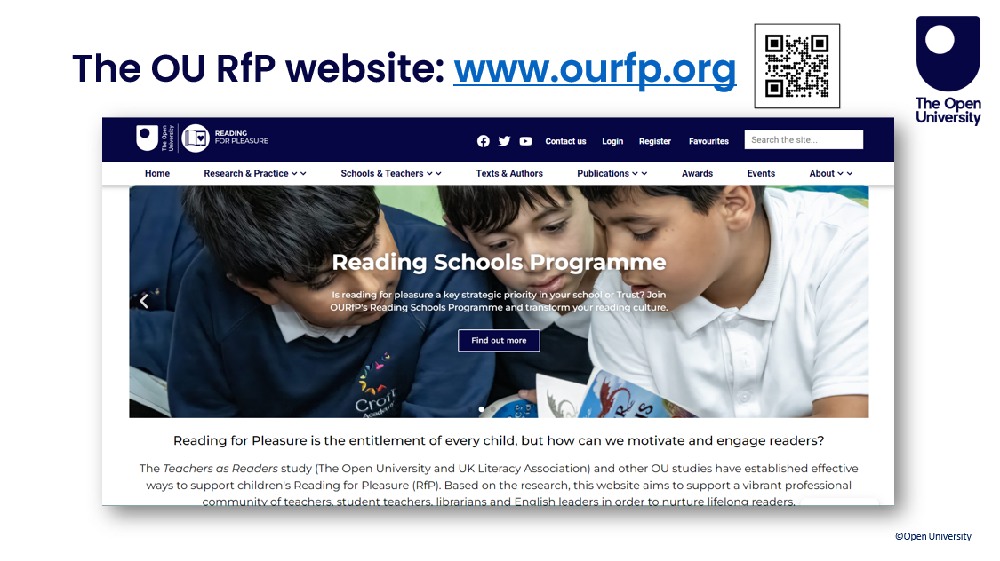 The OU RfP website: www.ourfp.org
The Open
University
The Open
University
READING
FOR PLEASURE
Contact us
Login
Register
Favourites
Search the site...
Home
Research & Practice
Schools & Teachers
Texts & Authors
Publications
Awards
Events
About
Reading Schools Programme
Is reading for pleasure a key strategic priority in your school or Trust? Join
OURfP's Reading Schools Programme and transform your reading culture.
Find out more
Croft
Academy
Reading for Pleasure is the entitlement of every child, but how can we motivate and engage readers?
The Teachers as Readers study (The Open University and UK Literacy Association) and other OU studies have established effective
ways to support children's Reading for Pleasure (RfP). Based on the research, this website aims to support a vibrant professional
community of teachers, student teachers, librarians and English leaders in order to nurture lifelong readers.
©Open University